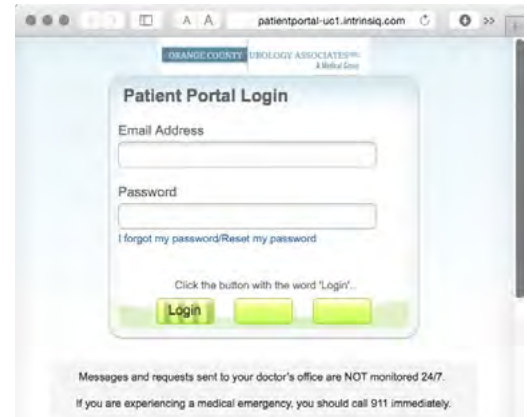 A A patientportal-uc1.intrinsiq.com
ORANGE COUNTY UROLOGY ASSOCIATES
A Medical Group
Patient Portal Login
Email Address
Password
I forgot my password/Reset my password
Click the button with the word 'Login'..
Login
Messages and requests sent to your doctor's office are NOT monitored 24/7.
If you are experiencing a medical emergency, you should call 911 immediately.